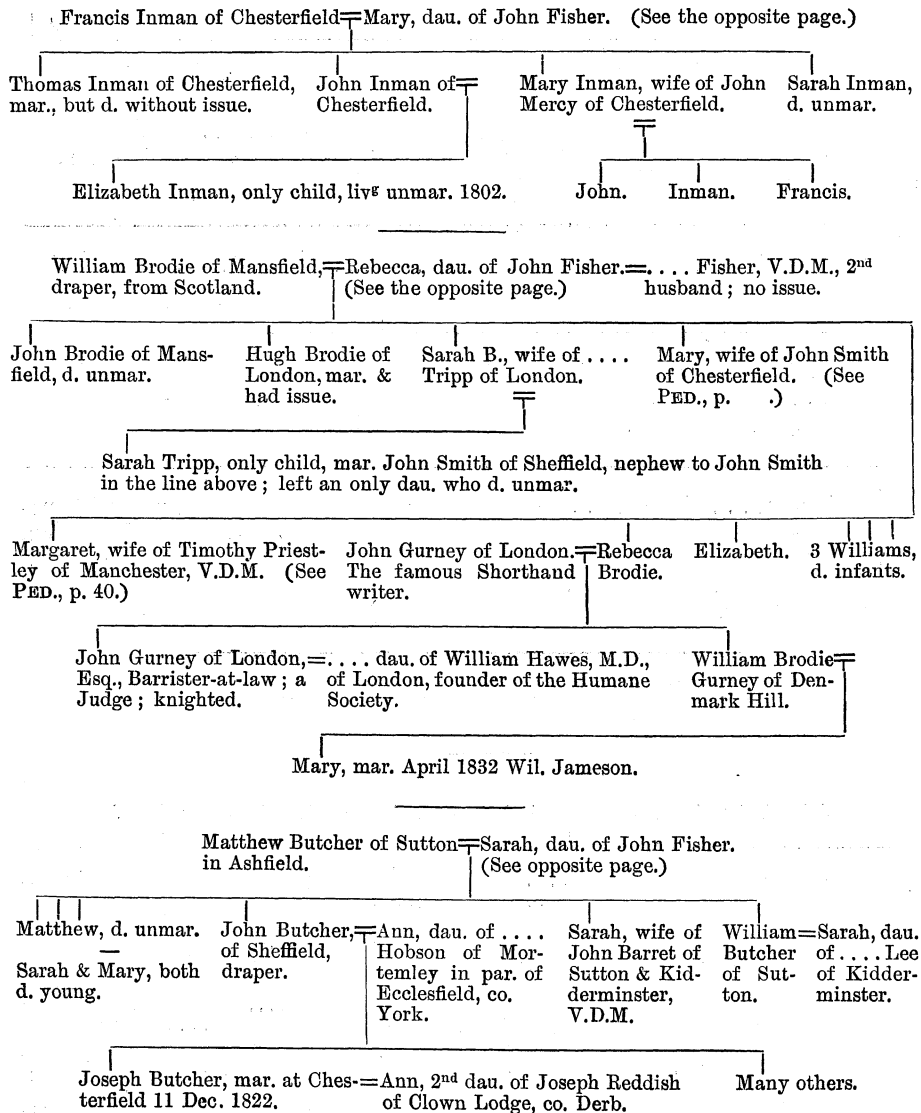 Francis Inman of Chesterfield=Mary, dau. of John Fisher. (See the opposite page.)
Thomas Inman of Chesterfield,
mar., but d. without issue.
John Inman of=
Chesterfield.
Mary Inman, wife of John
Mercy of Chesterfield.
=
Sarah Inman,
d. unmar.
Elizabeth Inman, only child, livg unmar. 1802.
John. Inman. Francis.
William Brodie of Mansfield,=Rebecca, dau. of John Fisher.=.... Fisher, V.D.M., 2nd
draper, from Scotland. (See the opposite page.) husband; no issue.
John Brodie of Mans-
field, d. unmar.
Hugh Brodie of
London, mar. &
had issue.
Sarah B., wife of ....
Tripp of London.
=
Mary, wife of John Smith
of Chesterfield. (See
PED., p. .)
Sarah Tripp, only child, mar. John Smith of Sheffield, nephew to John Smith
in the line above; left an only dau. who d. unmar.
Margaret, wife of Timothy Priest-
ley of Manchester, V.D.M. (See
PED., p. 40.)
John Gurney of London.=Rebecca
The famous Shorthand Brodie.
writer.
Elizabeth.
3 Williams,
d. infants.
John Gurney of London,=.... dau. of William Hawes, M.D.,
Esq., Barrister-at-law; a of London, founder of the Humane
Judge; knighted. Society.
William Brodie=
Gurney of Den-
mark Hill.
Mary, mar. April 1832 Wil. Jameson.
Matthew Butcher of Sutton=Sarah, dau. of John Fisher.
in Ashfield. (See opposite page.)
Matthew, d. unmar.
—
Sarah & Mary, both
d. young.
John Butcher,=Ann, dau. of ....
of Sheffield, Hobson of Mor-
draper. temley in par. of
Ecclesfield, co.
York.
Sarah, wife of
John Barret of
Sutton & Kid-
derminster,
V.D.M.
William=Sarah, dau.
Butcher of .... Lee
of Sut- of Kidder-
ton. minster.
Joseph Butcher, mar. at Ches-=Ann, 2nd dau. of Joseph Reddish
terfield 11 Dec. 1822. of Clown Lodge, co. Derb.
Many others.